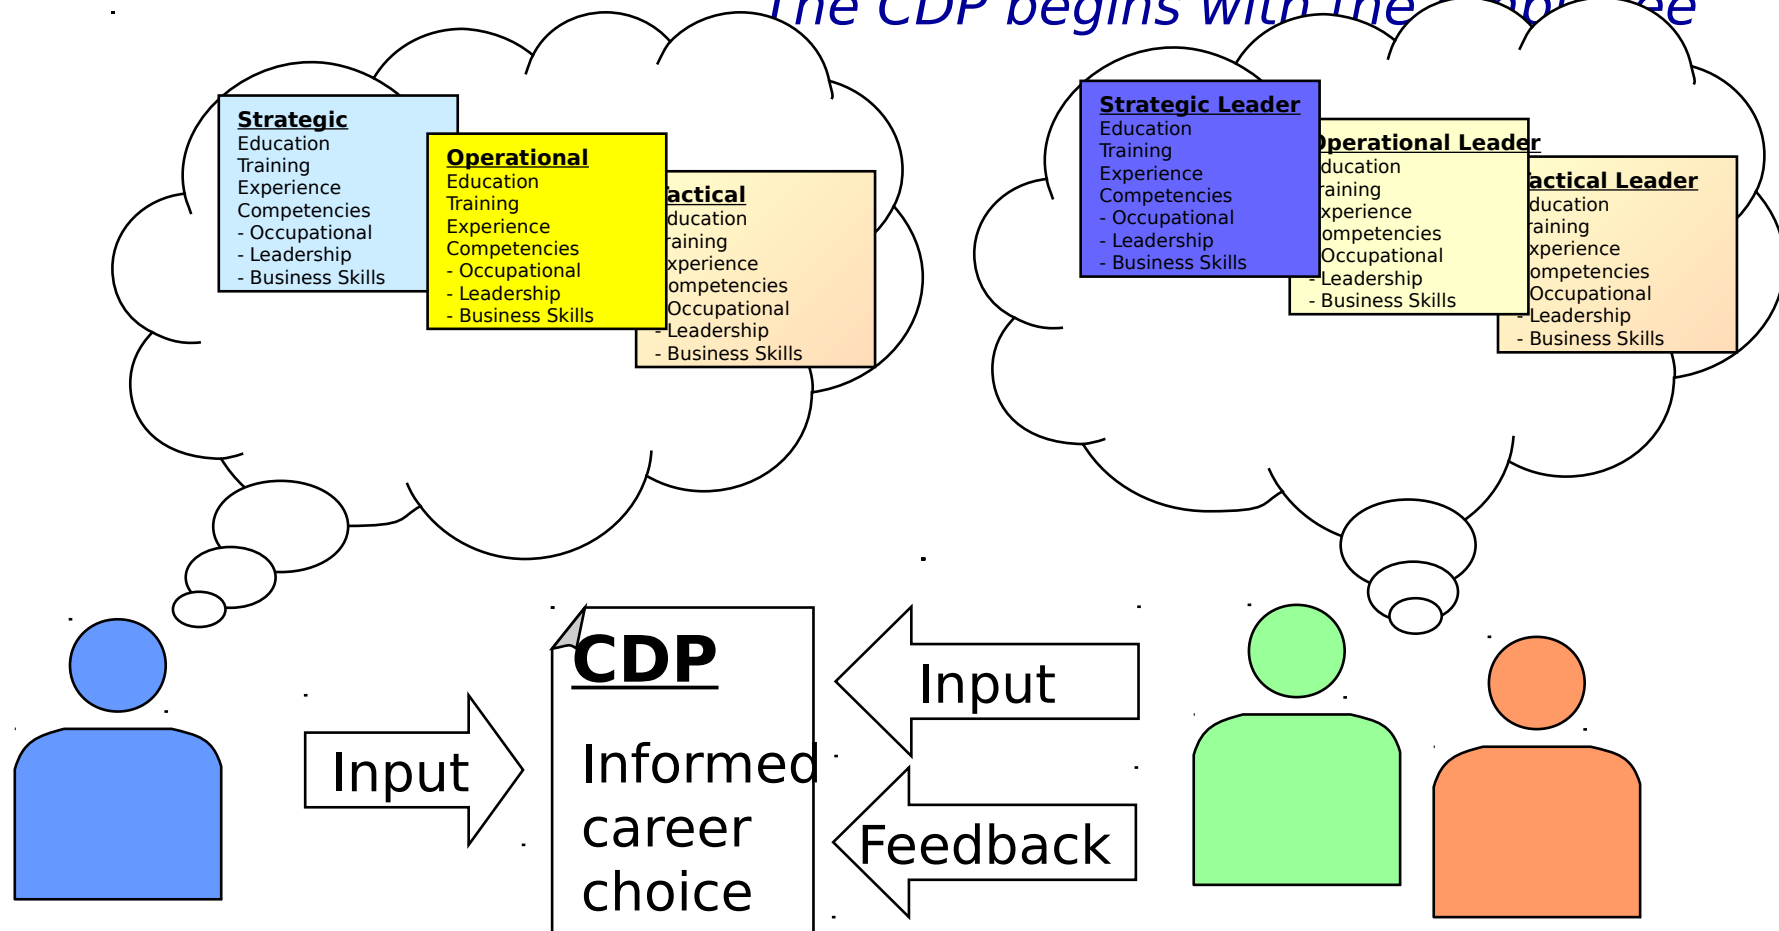 The CDP begins with the
Strategic
Education
Training
Experience
Competencies
- Occupational
- Leadership
- Business Skills
Operational
Education
Training
Experience
Competencies
- Occupational
- Leadership
- Business Skills
actical
ducation
raining
xperience
ompetencies
Occupational
- Leadership
- Business Skills
Strategic Leader
Education
Training
Experience
Competencies
- Occupational
- Leadership
- Business Skills
Operational Leader
ducation
raining
xperience
ompetencies
Occupational
- Leadership
- Business Skills
actical Leader
ducation
raining
xperience
ompetencies
Occupational
- Leadership
- Business Skills
Input
CDP
Informed
career
choice
Input
Feedback